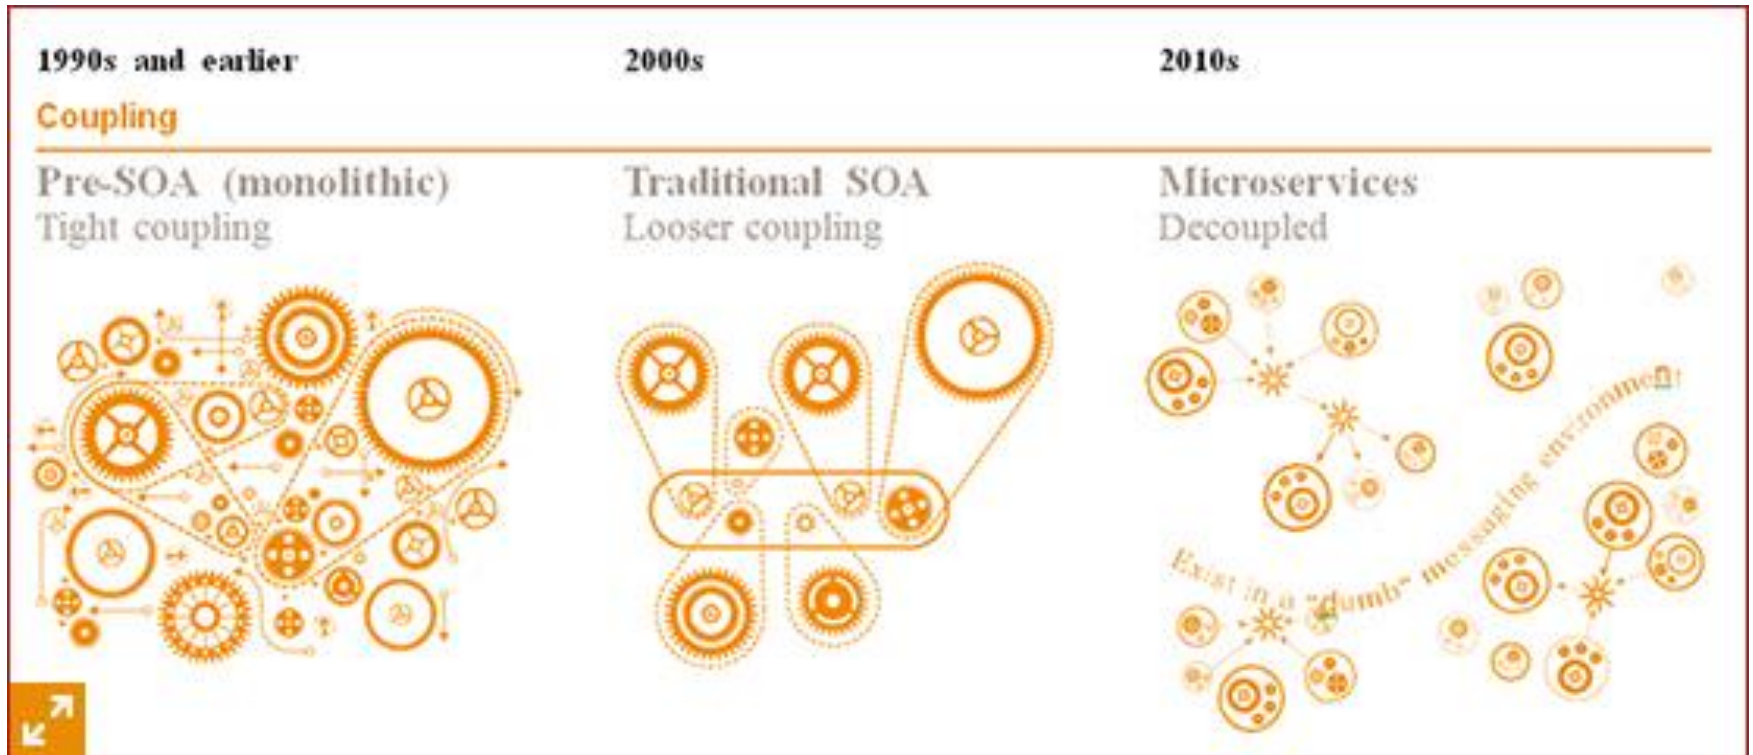 1990s and earlier
2000s
2010s
Coupling
Pre-SOA (monolithic)
Tight coupling
Traditional SOA
Looser coupling
Microservices
Decoupled
Exist in a "dumb" messaging environment